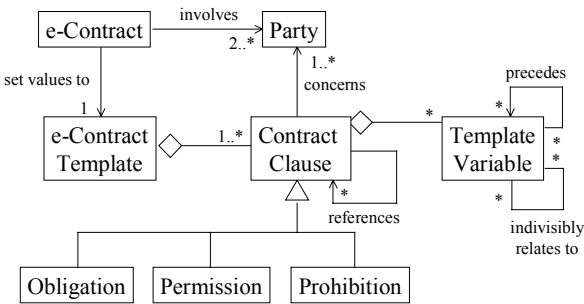 involves
e-Contract
Party
2..*
1..*
set values to
concerns
precedes
1
*
*
e-Contract
Template
1..*
Contract
Clause
Template
Variable
*
*
*
*
references
indivisibly
relates to
Obligation
Permission
Prohibition